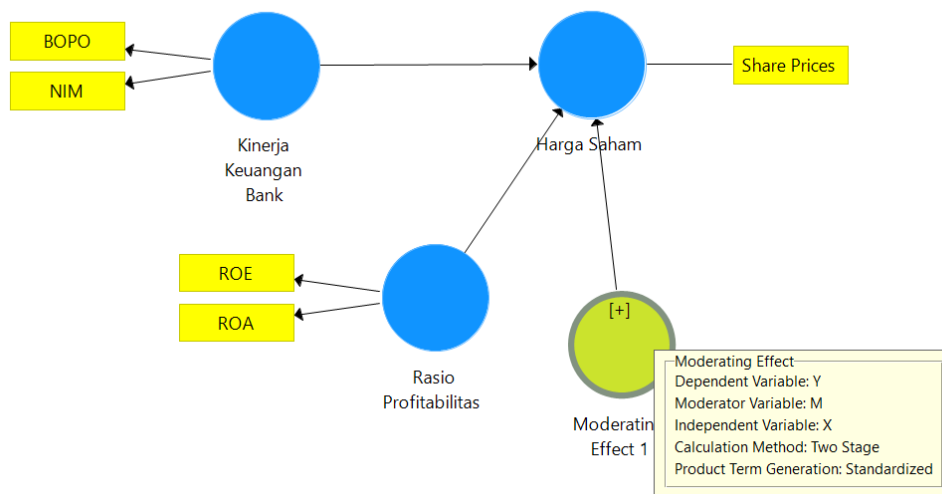 BOPO
NIM
Kinerja
Keuangan
Bank
Harga Saham
Share Prices
ROE
ROA
Rasio
Profitabilitas
[+]
Moderatin
Effect 1
Moderating Effect
Dependent Variable: Y
Moderator Variable: M
Independent Variable: X
Calculation Method: Two Stage
Product Term Generation: Standardized